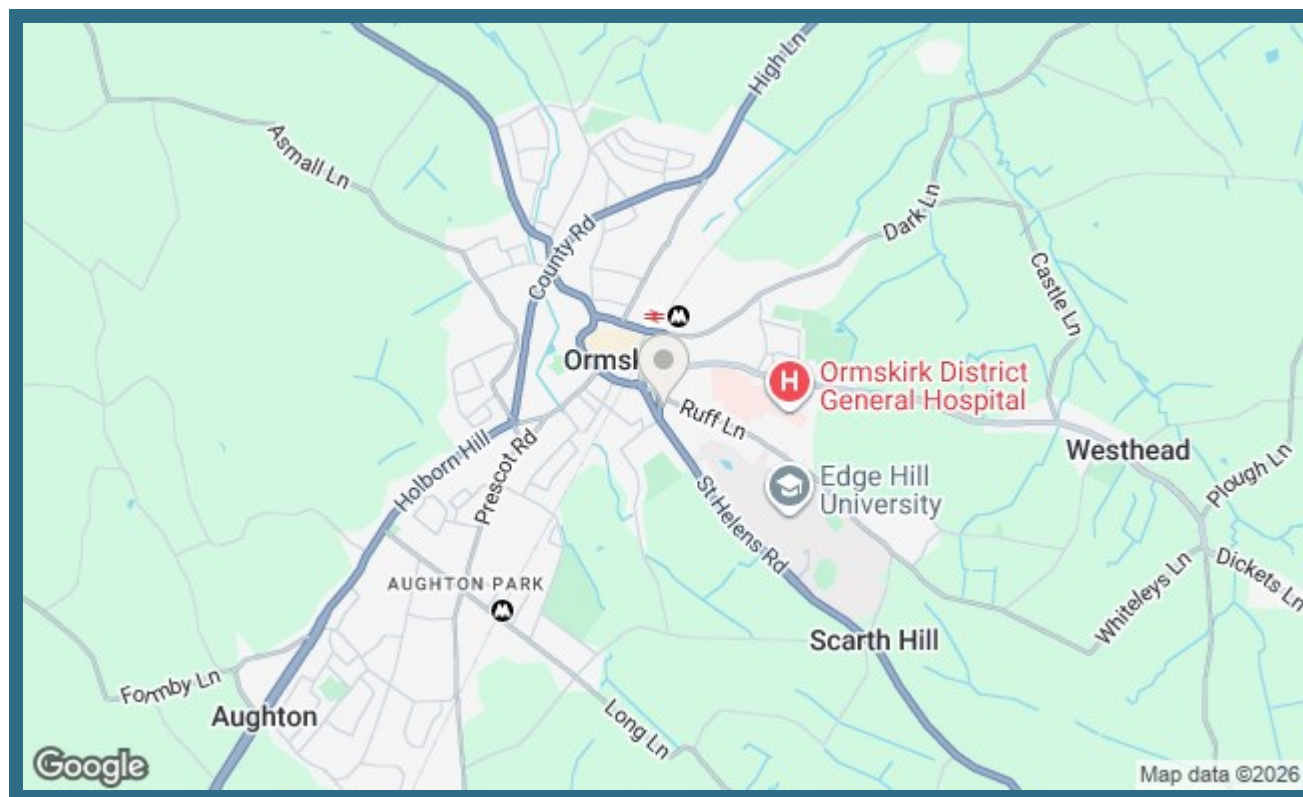 High Ln
Asmall Ln
Dark Ln
County Rd
Castle Ln
Ormsk
H
Ormskirk District
General Hospital
Ruff Ln
Westhead
Holborn Hill
Prescot Rd
Edge Hill
University
Plough Ln
St Helens Rd
AUGHTON PARK
Dickets Ln
Whiteleys Ln
Scarth Hill
Formby Ln
Aughton
Long Ln
Google
Map data ©2026